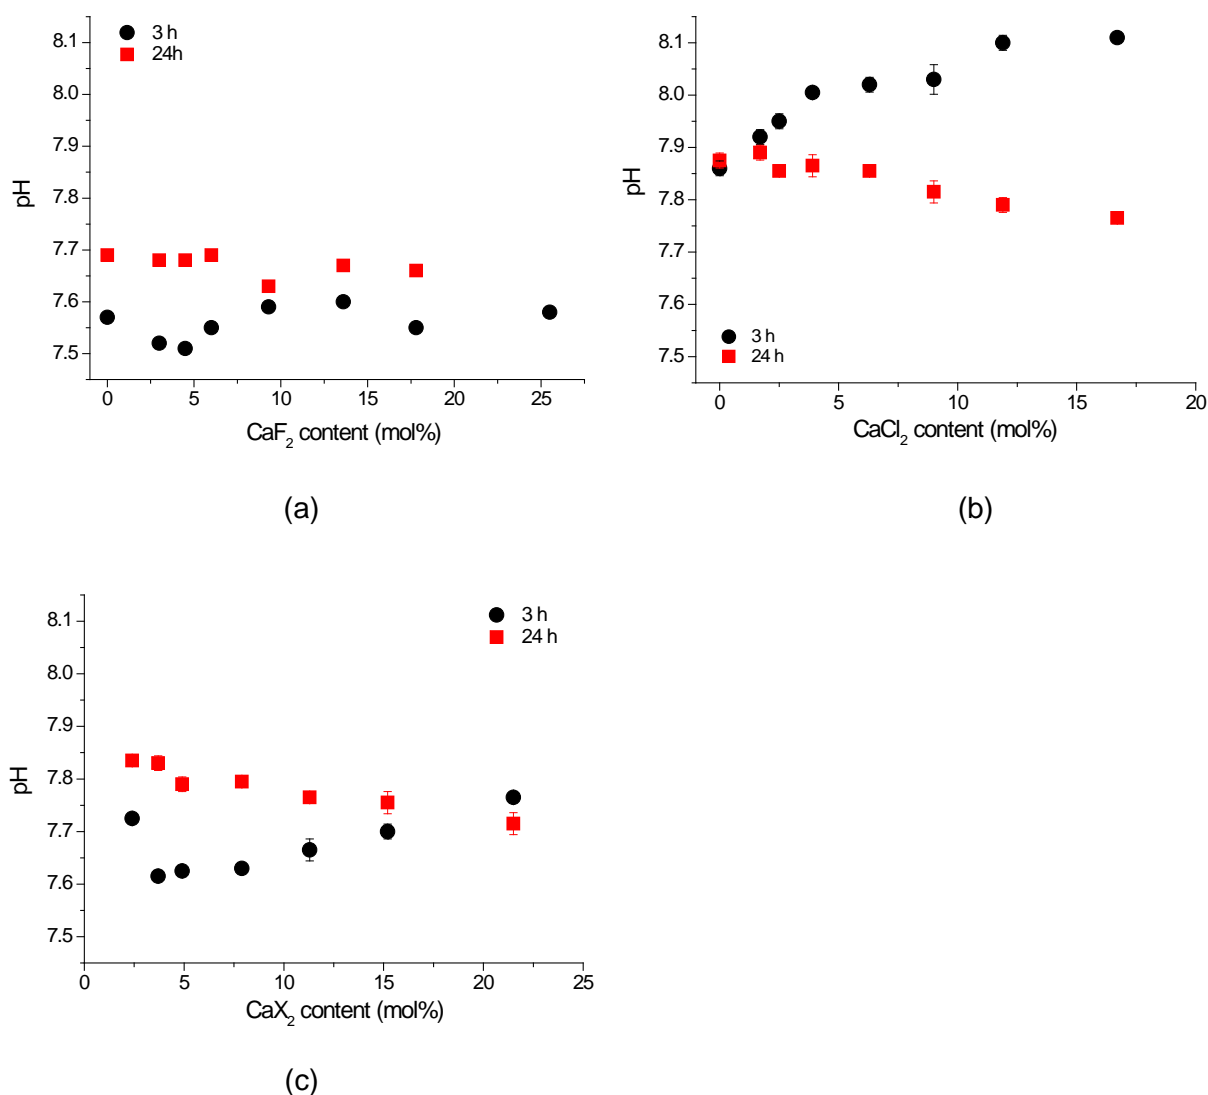 3 h
24h
8.1
8.0
7.9
7.8
7.7
7.6
7.5
pH
0 5 10 15 20 25
CaF2 content (mol%)
(a)
8.1
8.0
7.9
7.8
7.7
7.6
7.5
pH
3 h
24 h
0 5 10 15 20
CaCl2 content (mol%)
(b)
3 h
24 h
8.1
8.0
7.9
7.8
7.7
7.6
7.5
pH
0 5 10 15 20 25
CaX2 content (mol%)
(c)